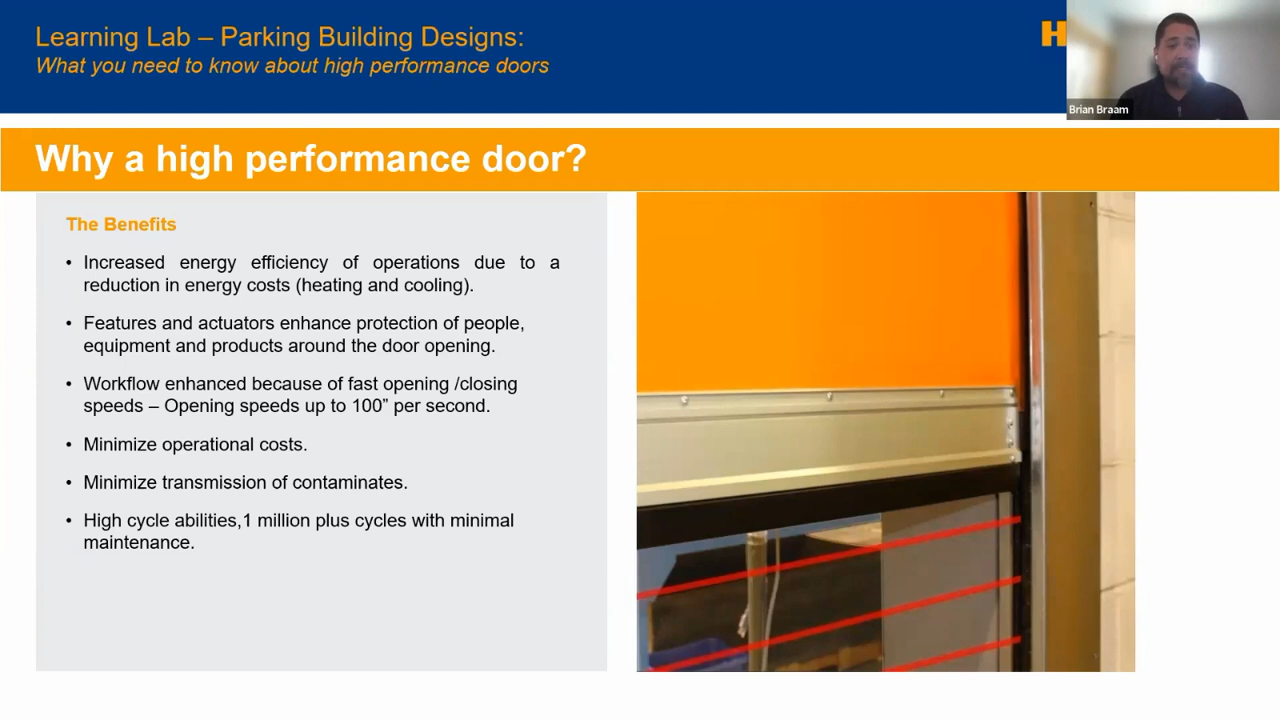 Learning Lab – Parking Building Designs:
What you need to know about high performance doors
H
Brian Braam
Why a high performance door?
The Benefits
• Increased energy efficiency of operations due to a
reduction in energy costs (heating and cooling).
• Features and actuators enhance protection of people,
equipment and products around the door opening.
• Workflow enhanced because of fast opening /closing
speeds – Opening speeds up to 100” per second.
• Minimize operational costs.
• Minimize transmission of contaminates.
• High cycle abilities,1 million plus cycles with minimal
maintenance.